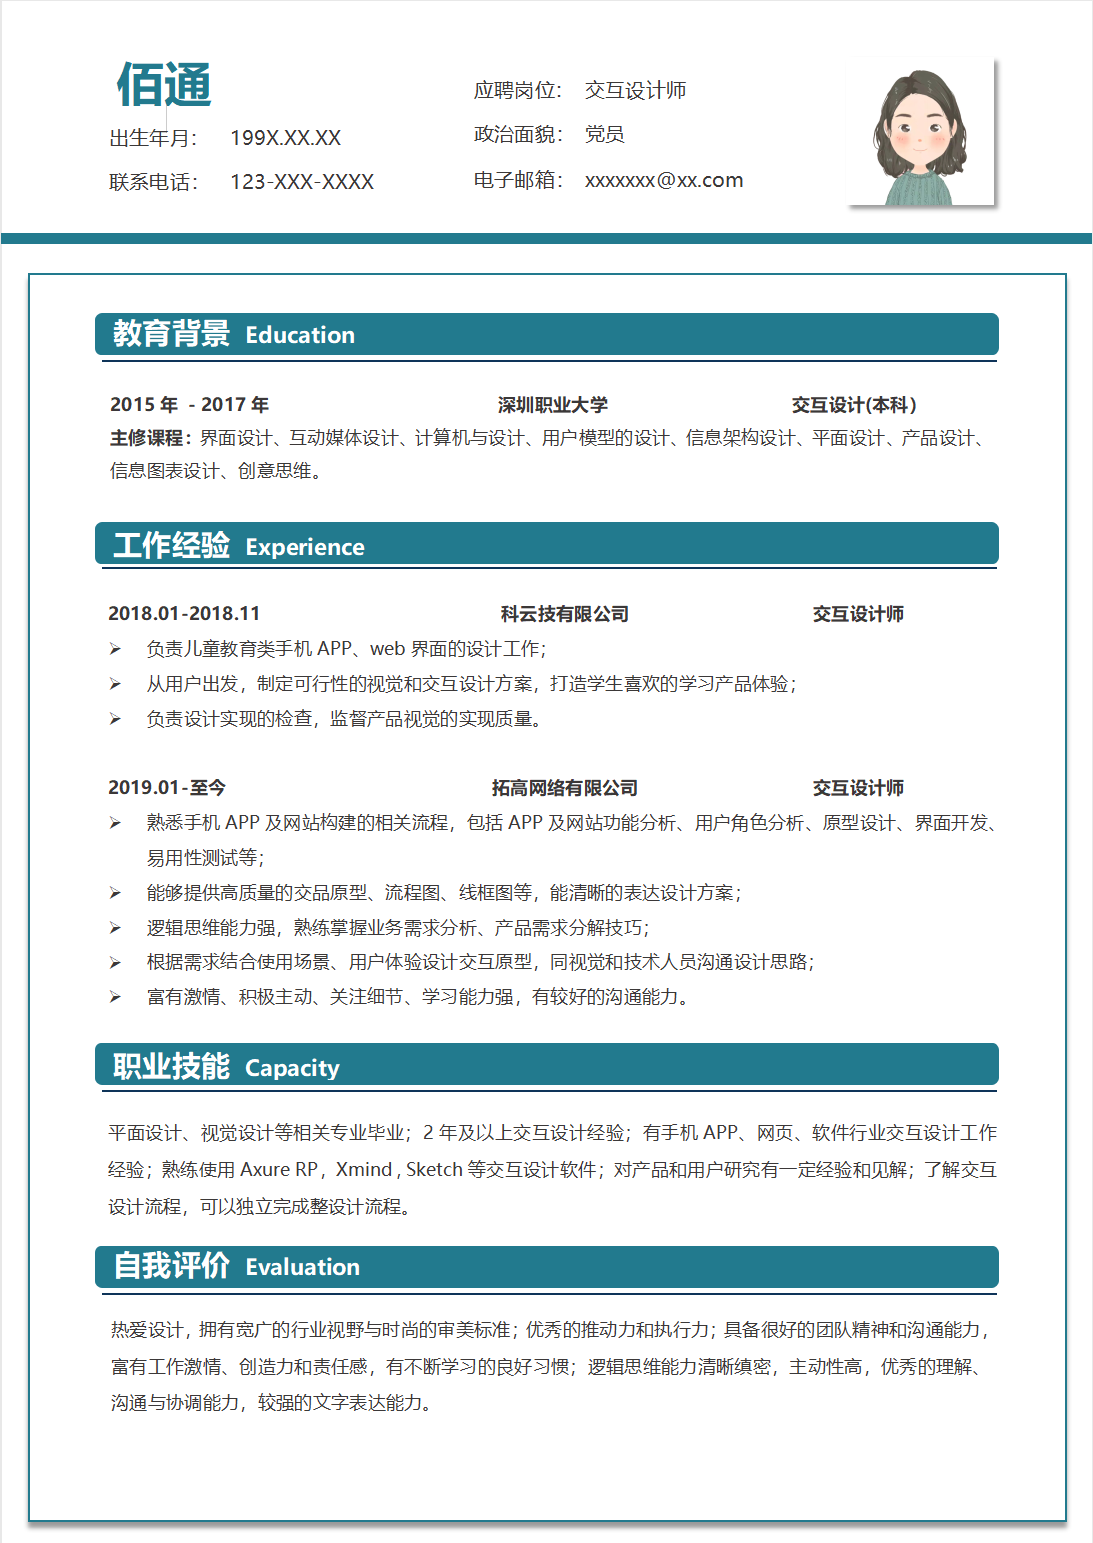 佰通
应聘岗位： 交互设计师
出生年月： 199X.XX.XX
政治面貌： 党员
联系电话： 123-XXX-XXXX
电子邮箱： xxxxxxx@xx.com
教育背景 Education
2015 年 - 2017 年 深圳职业大学 交互设计(本科）
主修课程：界面设计、互动媒体设计、计算机与设计、用户模型的设计、信息架构设计、平面设计、产品设计、
信息图表设计、创意思维。
工作经验 Experience
2018.01-2018.11 科云技有限公司 交互设计师
➢ 负责儿童教育类手机 APP、web 界面的设计工作；
➢ 从用户出发，制定可行性的视觉和交互设计方案，打造学生喜欢的学习产品体验；
➢ 负责设计实现的检查，监督产品视觉的实现质量。
2019.01-至今 拓高网络有限公司 交互设计师
➢ 熟悉手机 APP 及网站构建的相关流程，包括 APP 及网站功能分析、用户角色分析、原型设计、界面开发、
易用性测试等；
➢ 能够提供高质量的交品原型、流程图、线框图等，能清晰的表达设计方案；
➢ 逻辑思维能力强，熟练掌握业务需求分析、产品需求分解技巧；
➢ 根据需求结合使用场景、用户体验设计交互原型，同视觉和技术人员沟通设计思路；
➢ 富有激情、积极主动、关注细节、学习能力强，有较好的沟通能力。
职业技能 Capacity
平面设计、视觉设计等相关专业毕业；2 年及以上交互设计经验；有手机 APP、网页、软件行业交互设计工作
经验；熟练使用 Axure RP，Xmind , Sketch 等交互设计软件；对产品和用户研究有一定经验和见解；了解交互
设计流程，可以独立完成整设计流程。
自我评价 Evaluation
热爱设计，拥有宽广的行业视野与时尚的审美标准；优秀的推动力和执行力；具备很好的团队精神和沟通能力，
富有工作激情、创造力和责任感，有不断学习的良好习惯；逻辑思维能力清晰缜密，主动性高，优秀的理解、
沟通与协调能力，较强的文字表达能力。